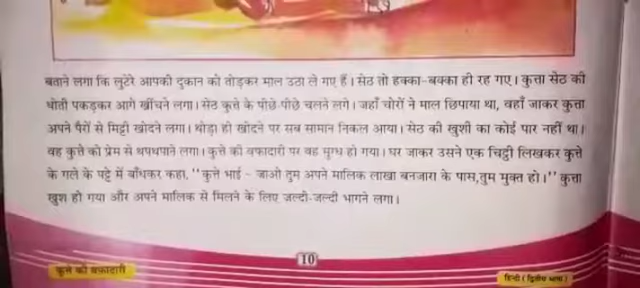 बताने लगा कि लुटेरे आपकी दुकान को तोड़कर माल उठा ले गए हैं। सेठ तो हक्का-बक्का ही रह गए। कुत्ता सेठ की
धोती पकड़कर आगे खींचने लगा। सेठ कुत्ते के पीछे-पीछे चलने लगे। जहाँ चोरों ने माल छिपाया था, वहाँ जाकर कुत्ता
अपने पैरों से मिट्टी खोदने लगा। थोड़ा ही खोदने पर सब सामान निकल आया। सेठ की खुशी का कोई पार नहीं था।
वह कुत्ते को प्रेम से थपथपाने लगा। कुत्ते की वफादारी पर वह मुग्ध हो गया। घर जाकर उसने एक चिट्ठी लिखकर कुत्ते
के गले के पट्टे में बाँधकर कहा, "कुत्ते भाई - जाओ तुम अपने मालिक लाखा बनजारा के पास,तुम मुक्त हो।" कुत्ता
खुश हो गया और अपने मालिक से मिलने के लिए जल्दी-जल्दी भागने लगा।
10
कुत्ते की वफ़ादारी
हिन्दी (द्वितीय भाषा)